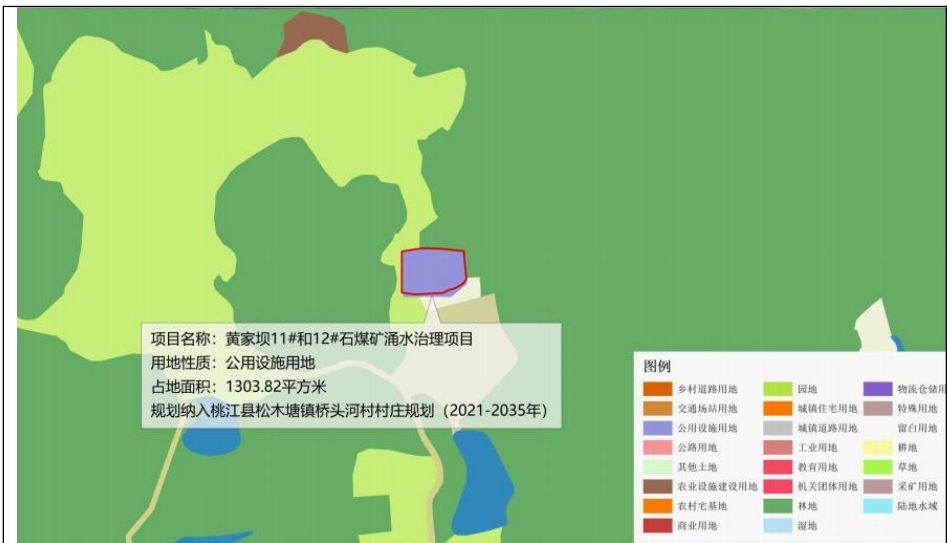 项目名称：黄家坝11#和12#石煤矿涌水治理项目
用地性质：公用设施用地
占地面积：1303.82平方米
规划纳入桃江县松木塘镇桥头河村村庄规划（2021-2035年）
图例
乡村道路用地 园地 物流仓储用
交通场站用地 城镇住宅用地 特殊用地
公用设施用地 城镇道路用地 留白用地
公路用地 工业用地 耕地
其他土地 教育用地 草地
农业设施建设用地 机关团体用地 采矿用地
农村宅基地 林地 陆地水域
商业用地 湿地